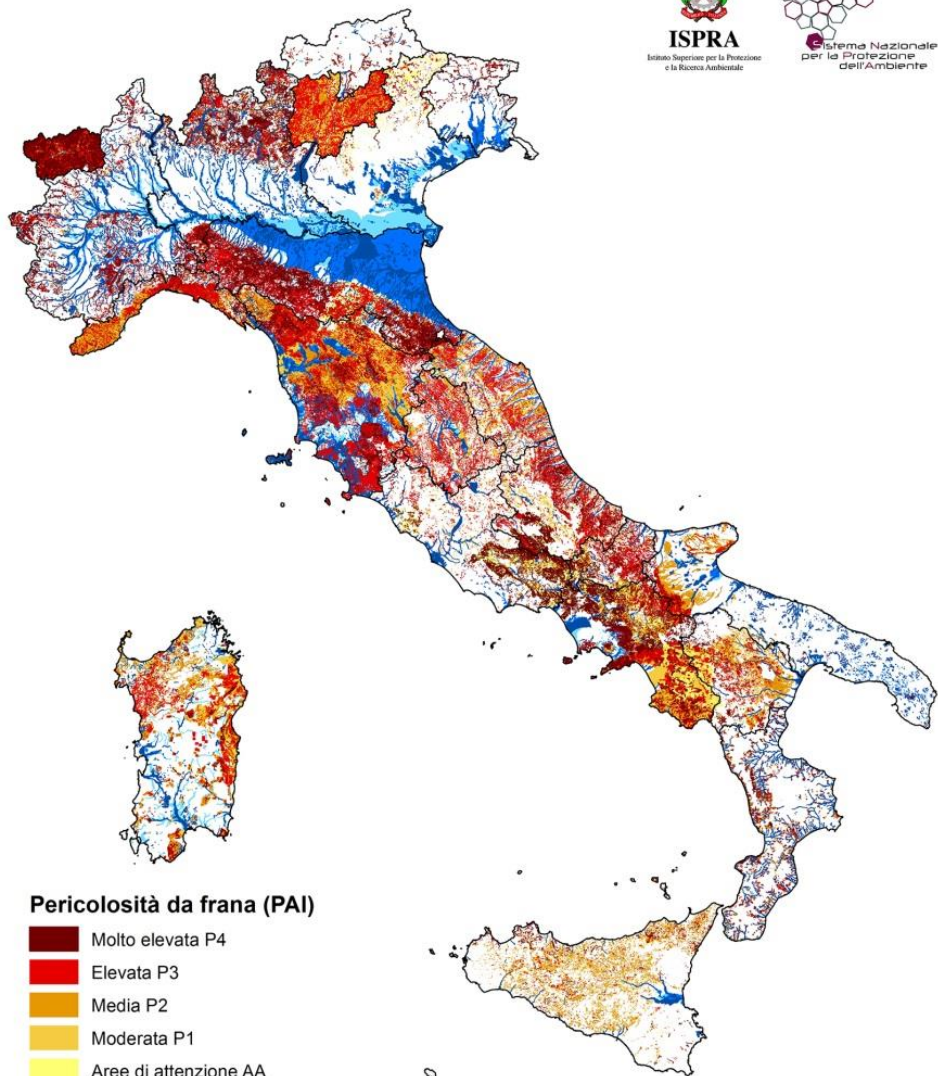 ISPRA
Istituto Superiore per la Protezione
e la Ricerca Ambientale
Sistema Nazionale
per la Protezione
dell'Ambiente
Pericolosità da frana (PAI)
Molto elevata P4
Elevata P3
Media P2
Moderata P1
Aree di attenzione AA